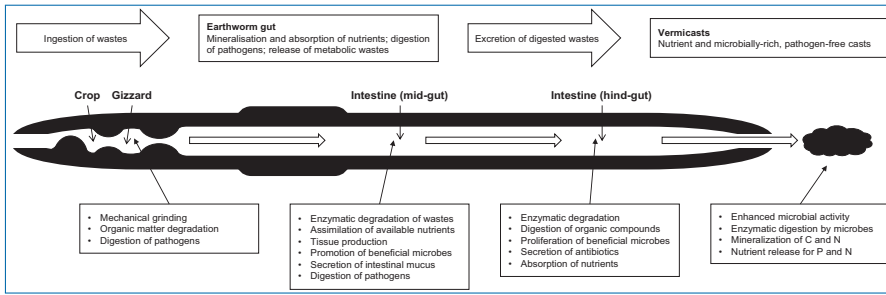 Ingestion of wastes
Earthworm gut
Mineralisation and absorption of nutrients; digestion
of pathogens; release of metabolic wastes
Excretion of digested wastes
Vermicasts
Nutrient and microbially-rich, pathogen-free casts
Crop
Gizzard
Intestine (mid-gut)
Intestine (hind-gut)
• Mechanical grinding
• Organic matter degradation
• Digestion of pathogens
• Enzymatic degradation of wastes
• Assimilation of available nutrients
• Tissue production
• Promotion of beneficial microbes
• Secretion of intestinal mucus
• Digestion of pathogens
• Enzymatic degradation
• Digestion of organic compounds
• Proliferation of beneficial microbes
• Secretion of antibiotics
• Absorption of nutrients
• Enhanced microbial activity
• Enzymatic digestion by microbes
• Mineralization of C and N
• Nutrient release for P and N